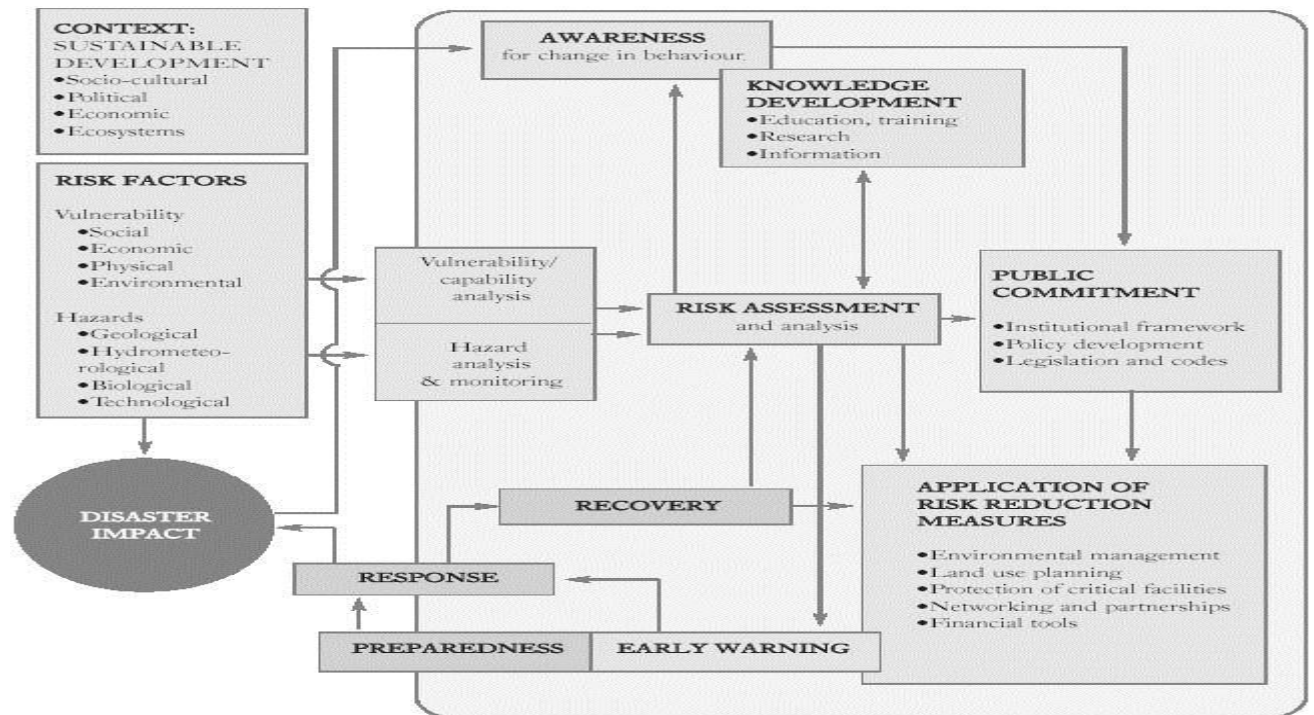 CONTEXT:
SUSTAINABLE
DEVELOPMENT
•Socio-cultural
•Political
•Economic
•Ecosystems
RISK FACTORS
Vulnerability
•Social
•Economic
•Physical
•Environmental
Hazards
•Geological
•Hydrometeo-
rological
•Biological
•Technological
DISASTER
IMPACT
AWARENESS
for change in behaviour.
KNOWLEDGE
DEVELOPMENT
•Education, training
•Research
•Information
Vulnerability/
capability
analysis
Hazard
analysis
& monitoring
RISK ASSESSMENT
and analysis
PUBLIC
COMMITMENT
•Institutional framework
•Policy development
•Legislation and codes
RECOVERY
RESPONSE
PREPAREDNESS
EARLY WARNING
APPLICATION OF
RISK REDUCTION
MEASURES
•Environmental management
•Land use planning
•Protection of critical facilities
•Networking and partnerships
•Financial tools